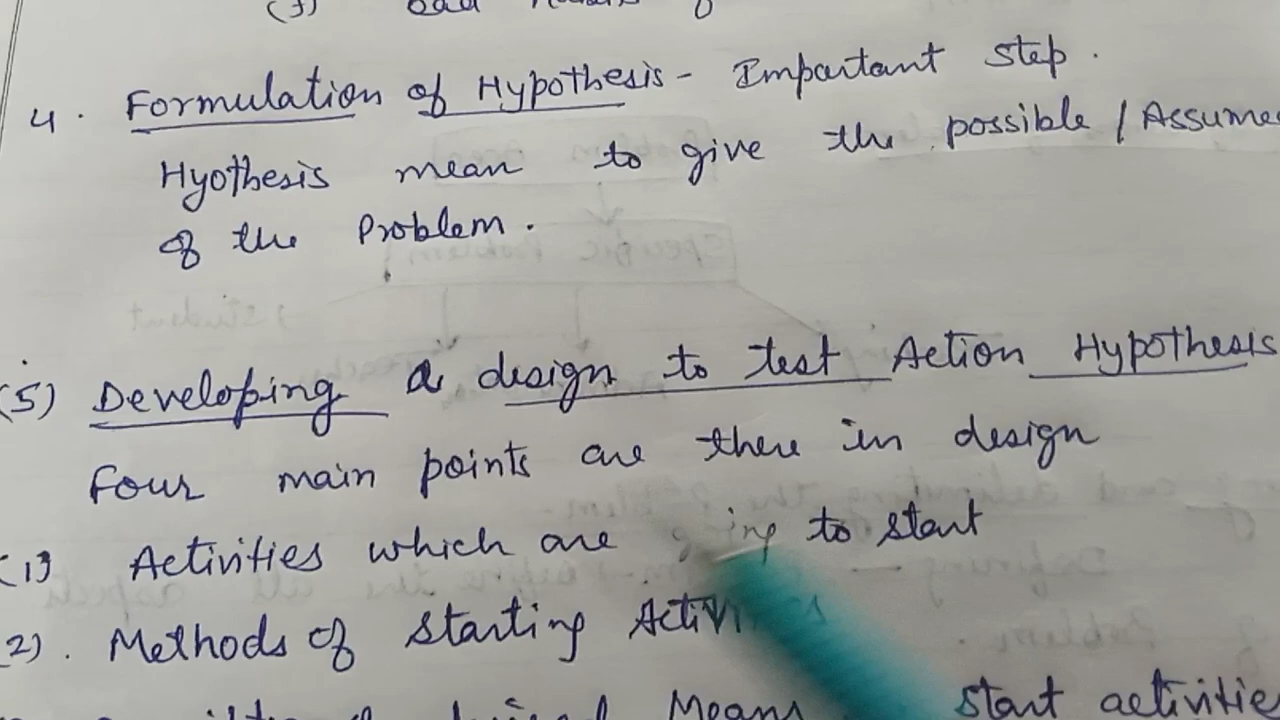 4. Formulation of Hypothesis - Important Step.
Hyothesis mean to give the possible / Assume
of the Problem.
(5) Developing a design to test Action Hypothesis
Four main points are there in design
(1) Activities which are going to start
(2). Methods of Starting
Means start activitie